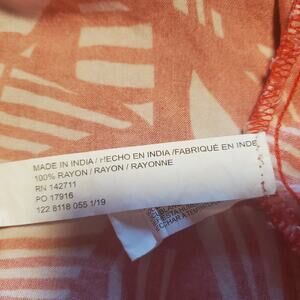 MADE IN INDIA / HECHO EN INDIA /FABRIQUÉ EN INDE
100% RAYON / RAYON / RAYONNE
RN 142711
PO 17916
122 8118 055 1/19